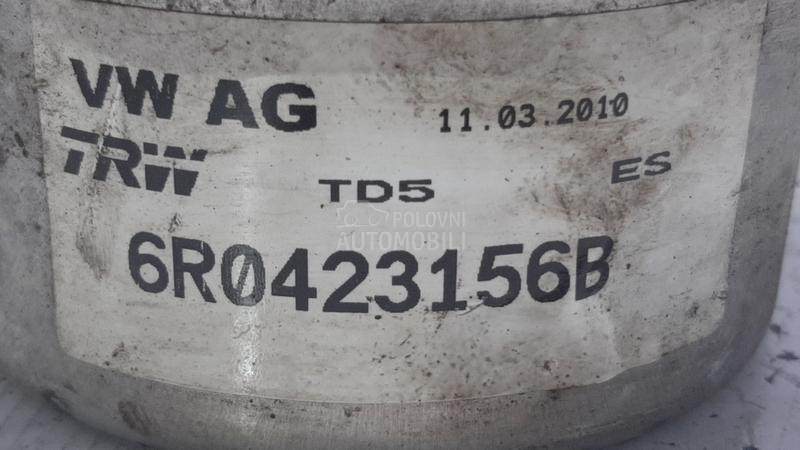 VW AG 11.03.2010
TRW
TD5 ES
POLOVNI
AUTOMOBILI
6R0423156B